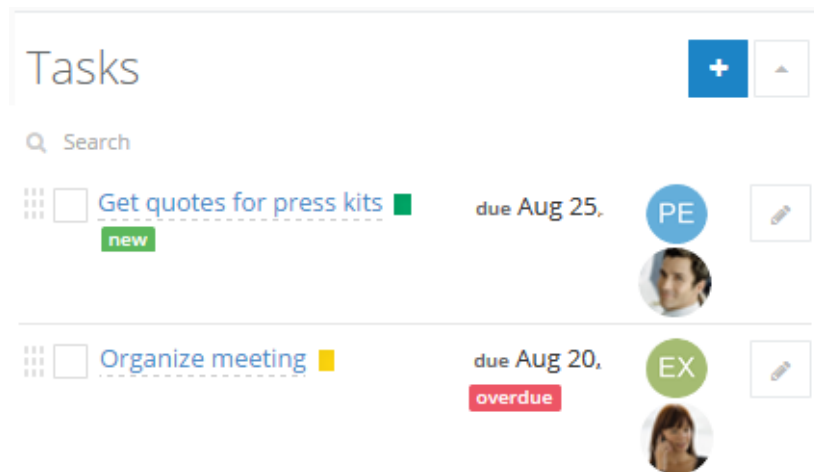 Tasks
+
Search
Get quotes for press kits due Aug 25, PE
new
Organize meeting due Aug 20, EX
overdue